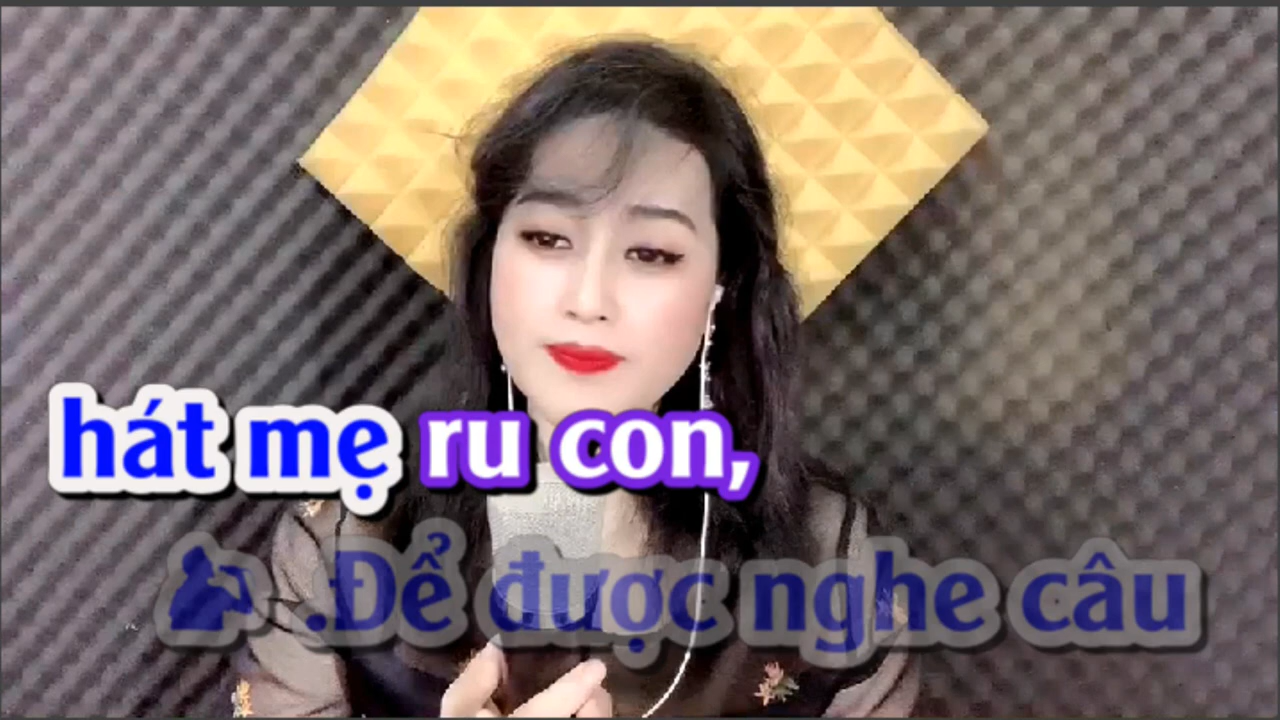 hát mẹ ru con,
.Để được nghe câu